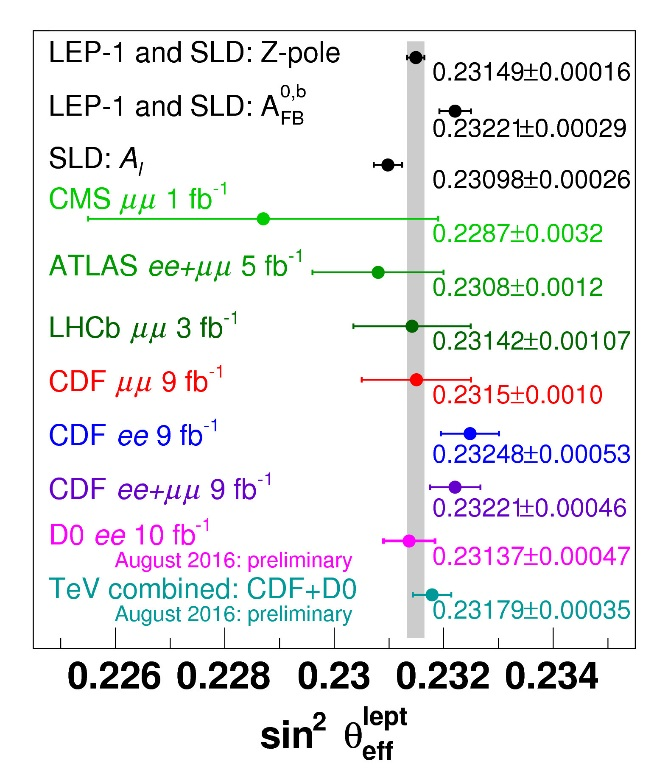 LEP-1 and SLD: Z-pole
0.23149±0.00016
LEP-1 and SLD: A0,b FB
0.23221±0.00029
SLD: Al
0.23098±0.00026
CMS μμ 1 fb-1
0.2287±0.0032
ATLAS ee+μμ 5 fb-1
0.2308±0.0012
LHCb μμ 3 fb-1
0.23142±0.00107
CDF μμ 9 fb-1
0.2315±0.0010
CDF ee 9 fb-1
0.23248±0.00053
CDF ee+μμ 9 fb-1
0.23221±0.00046
D0 ee 10 fb-1
August 2016: preliminary
0.23137±0.00047
TeV combined: CDF+D0
August 2016: preliminary
0.23179±0.00035
0.226 0.228 0.23 0.232 0.234
sin2 θlept eff